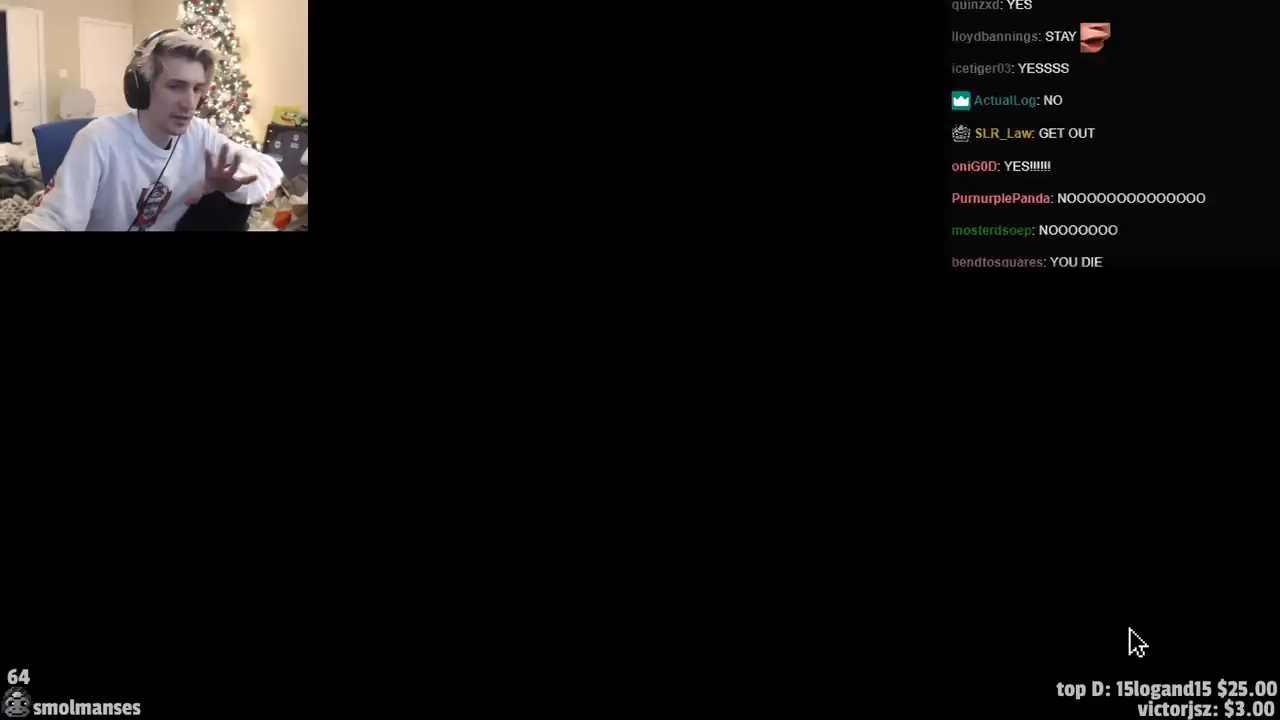 quinzxd: YES
lloydbannings: STAY
icetiger03: YESSSS
ActualLog: NO
SLR_Law: GET OUT
oniG0D: YES!!!!!!
PurnurplePanda: NOOOOOOOOOOOOOO
mosterdsoep: NOOOOOOO
bendtosquares: YOU DIE
64
smolmanses
top D: 15logand15 $25.00
victorjsz: $3.00